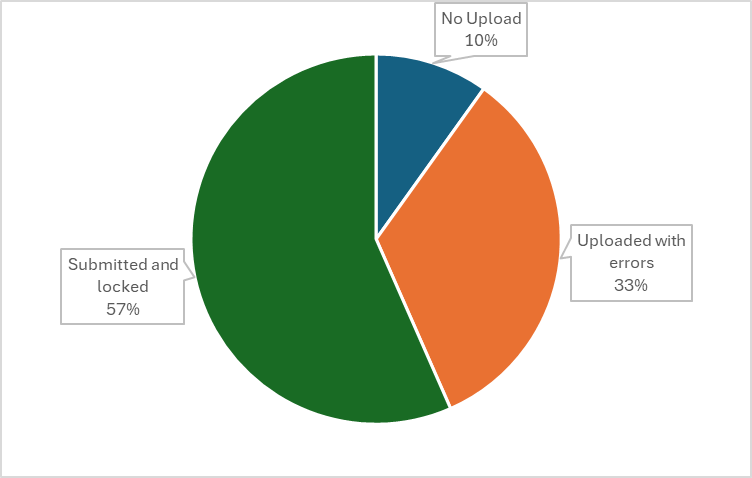 No Upload
10%
Uploaded with
errors
33%
Submitted and
locked
57%